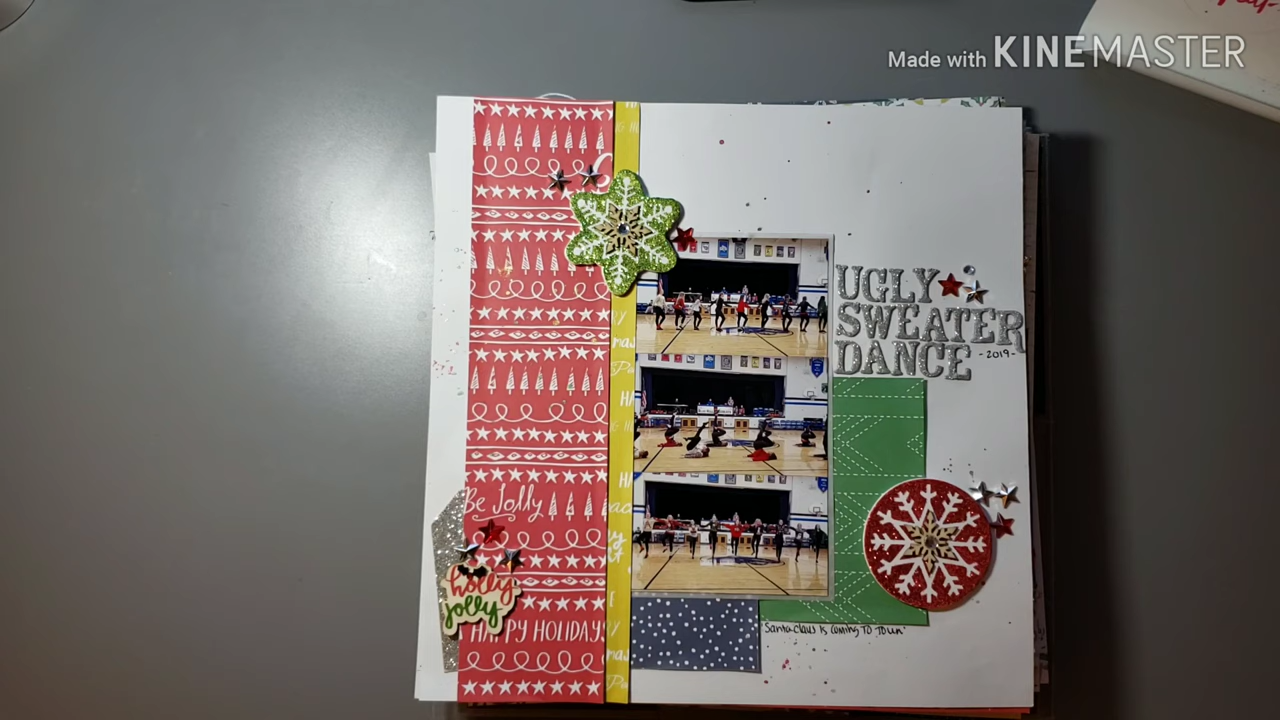 Made with KINEMASTER
UGLY
SWEATER
DANCE
-2019-
Be Jolly
holly
jolly
HAPPY HOLIDAYS
"Santa claus is coming to Town"